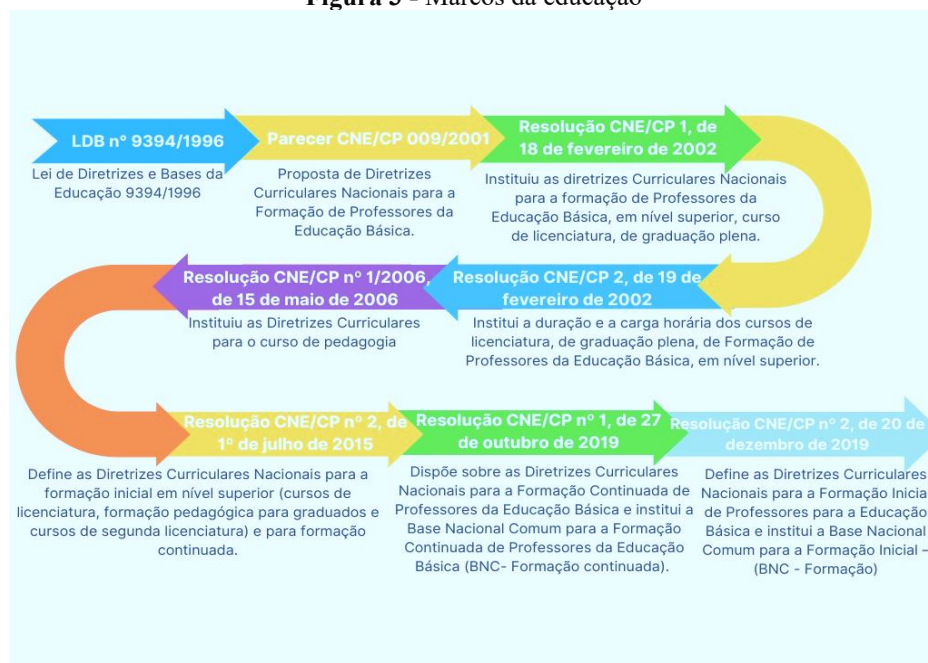 Figura 3 - Marcos da educação
LDB n° 9394/1996
Lei de Diretrizes e Bases da
Educação 9394/1996
Parecer CNE/CP 009/2001
Proposta de Diretrizes
Curriculares Nacionais para a
Formação de Professores da
Educação Básica.
Resolução CNE/CP 1, de
18 de fevereiro de 2002
Instituiu as diretrizes Curriculares Nacionais
para a formação de Professores da
Educação Básica, em nível superior, curso
de licenciatura, de graduação plena.
Resolução CNE/CP 2, de 19 de
fevereiro de 2002
Institui a duração e a carga horária dos cursos de
licenciatura, de graduação plena, de Formação de
Professores da Educação Básica, em nível superior.
Resolução CNE/CP nº 1/2006,
de 15 de maio de 2006
Instituiu as Diretrizes Curriculares
para o curso de pedagogia
Resolução CNE/CP nº 2, de
1º de julho de 2015
Define as Diretrizes Curriculares Nacionais para a
formação inicial em nível superior (cursos de
licenciatura, formação pedagógica para graduados e
cursos de segunda licenciatura) e para formação
continuada.
Resolução CNE/CP nº 1, de 27
de outubro de 2019
Dispõe sobre as Diretrizes Curriculares
Nacionais para a Formação Continuada de
Professores da Educação Básica e institui a
Base Nacional Comum para a Formação
Continuada de Professores da Educação
Básica (BNC- Formação continuada).
Resolução CNE/CP nº 2, de 20 de
dezembro de 2019
Define as Diretrizes Curriculares
Nacionais para a Formação Inicia
de Professores para a Educação
Básica e institui a Base Nacional
Comum para a Formação Inicial –
(BNC - Formação)